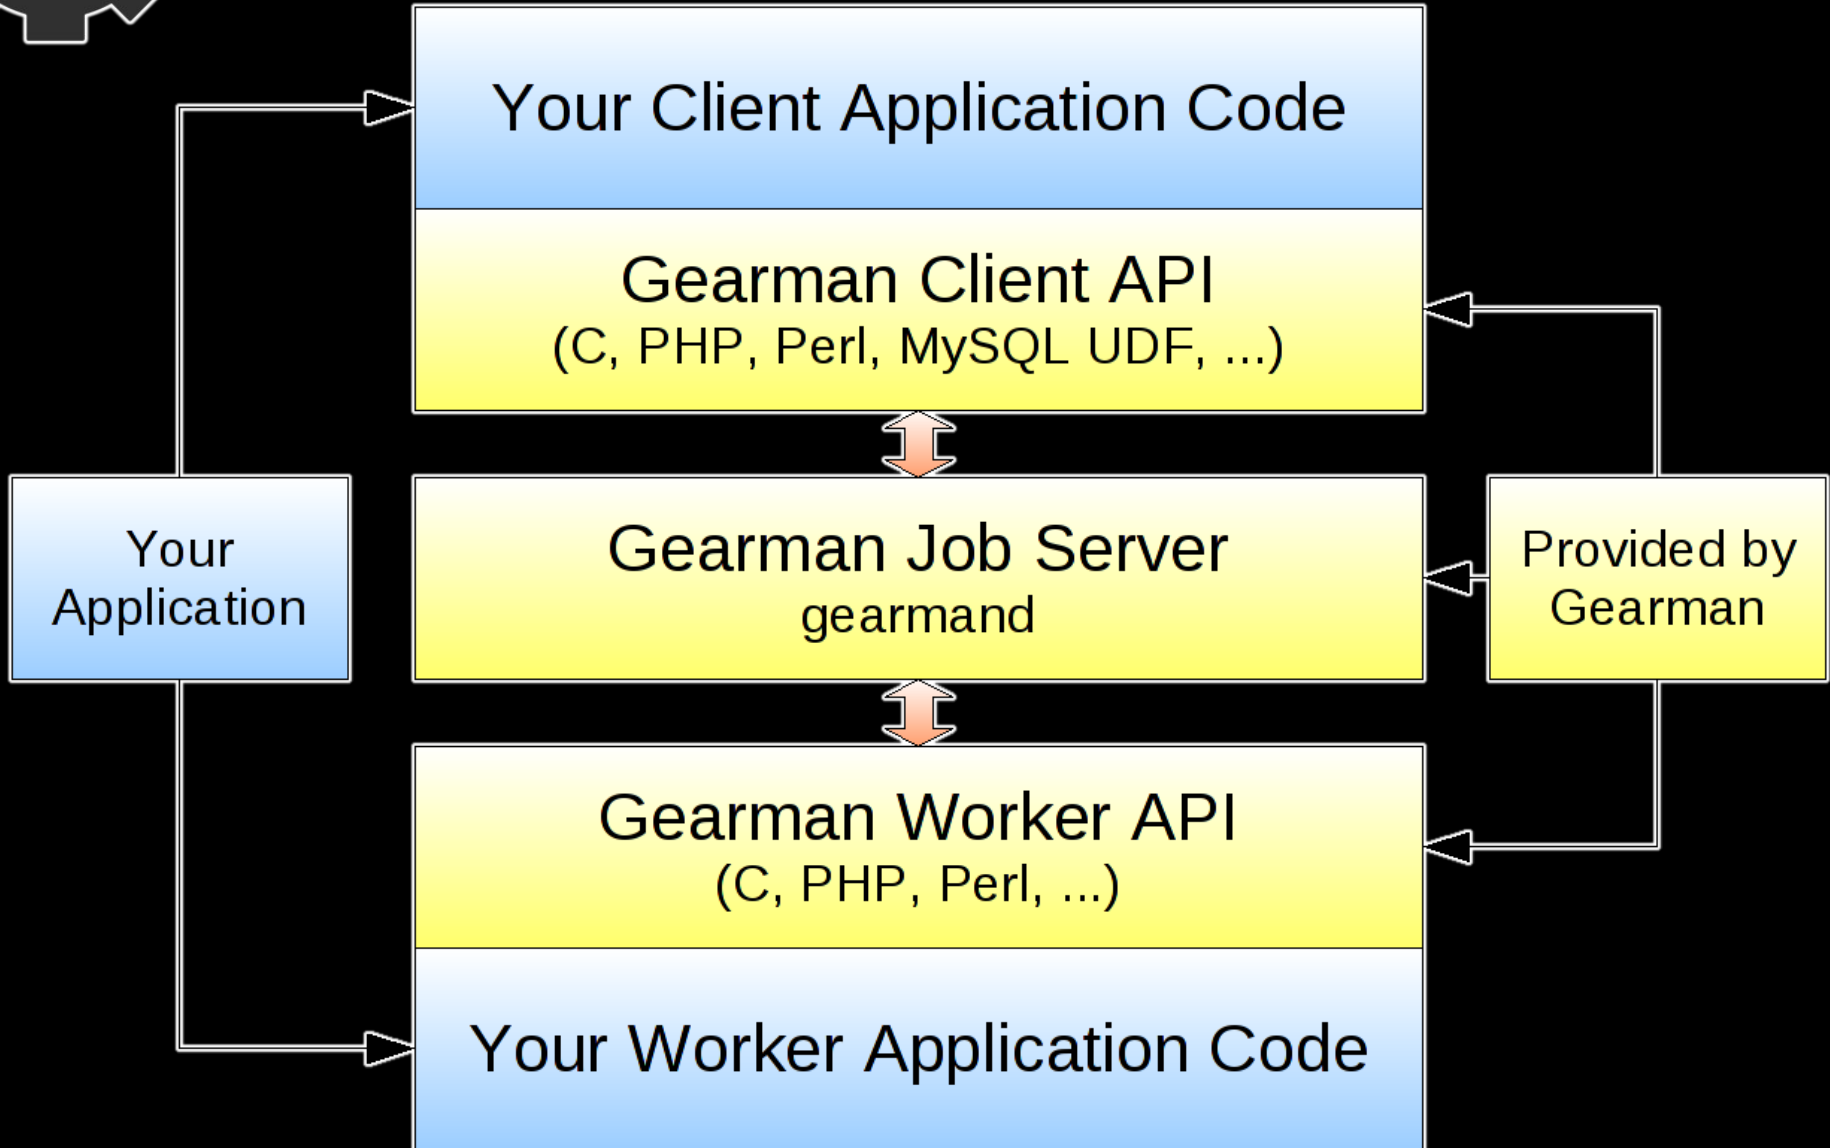 Your Client Application Code
Gearman Client API
(C, PHP, Perl, MySQL UDF, ...)
Your
Application
Gearman Job Server
gearmand
Provided by
Gearman
Gearman Worker API
(C, PHP, Perl, ...)
Your Worker Application Code